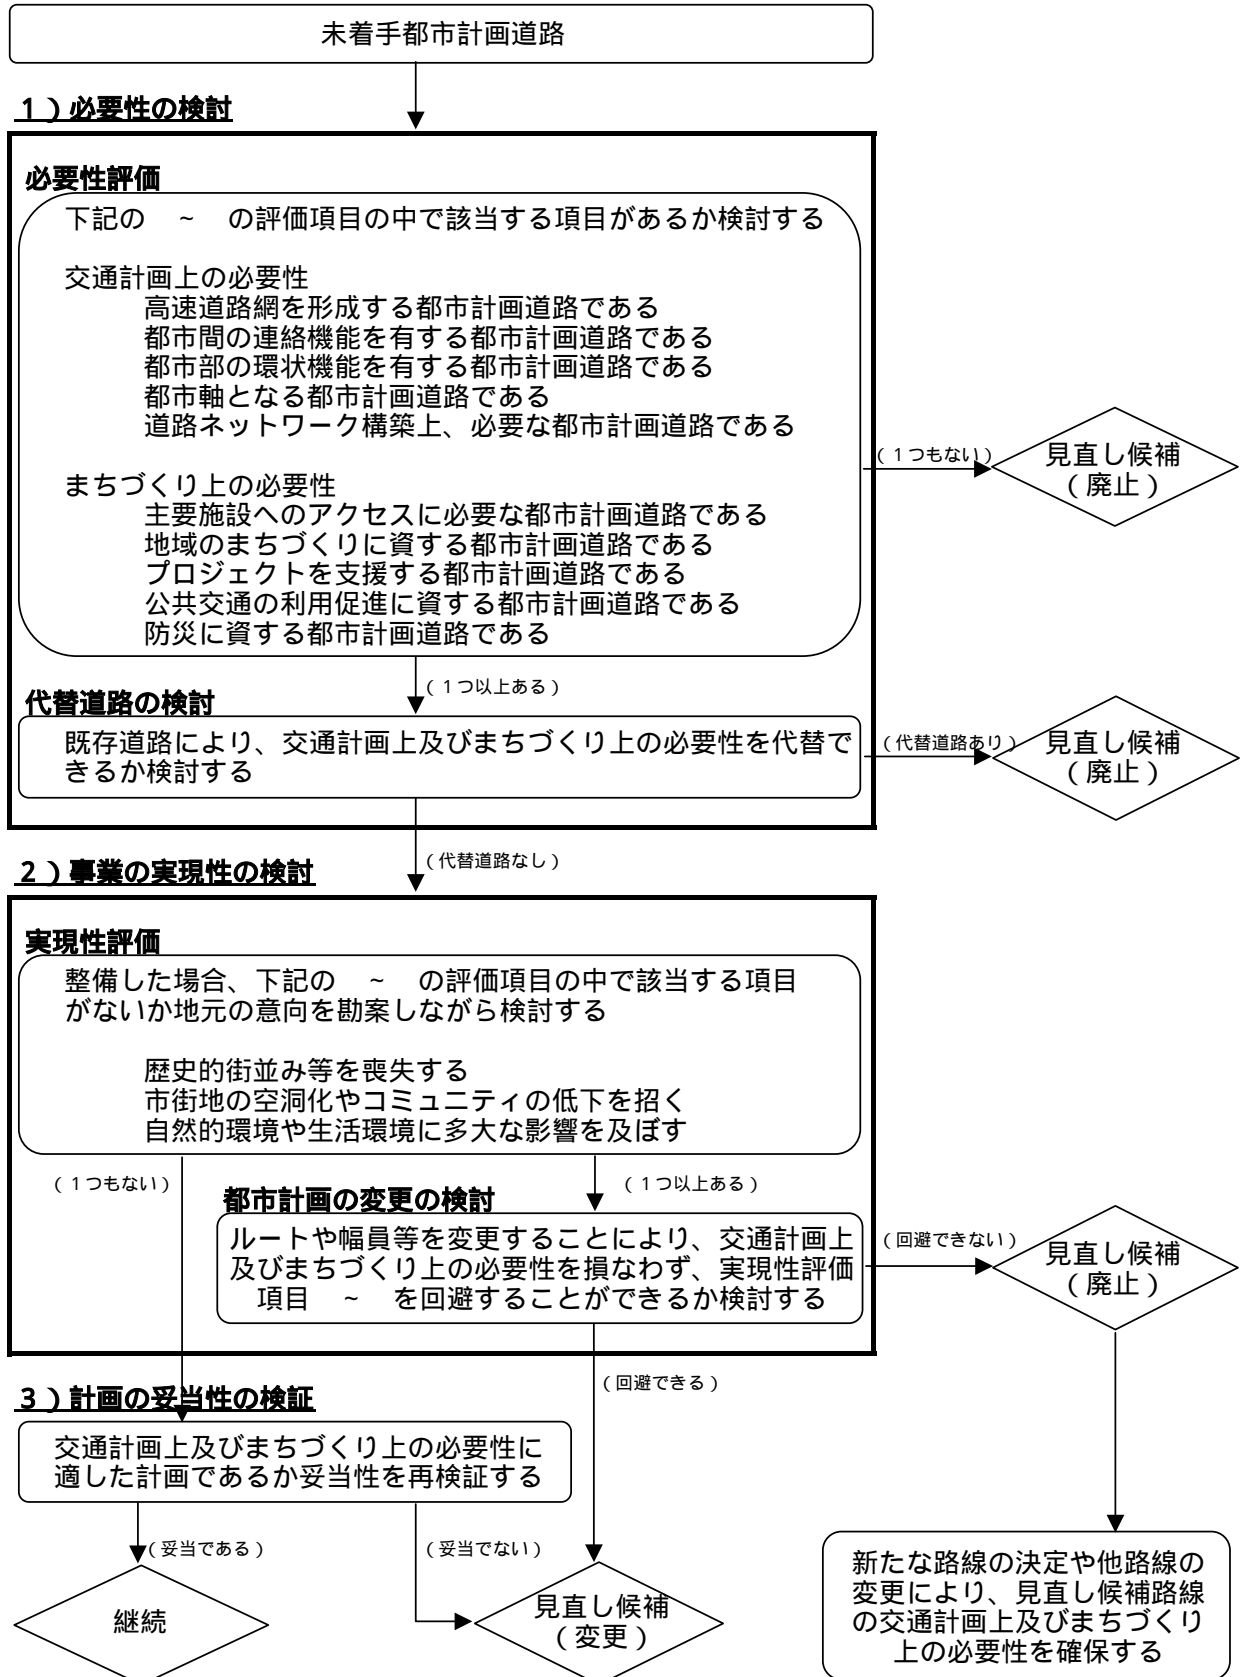 未着手都市計画道路
１）必要性の検討
必要性評価
下記の　~　の評価項目の中で該当する項目があるか検討する
交通計画上の必要性
高速道路網を形成する都市計画道路である
都市間の連絡機能を有する都市計画道路である
都市部の環状機能を有する都市計画道路である
都市軸となる都市計画道路である
道路ネットワーク構築上、必要な都市計画道路である
まちづくり上の必要性
主要施設へのアクセスに必要な都市計画道路である
地域のまちづくりに資する都市計画道路である
プロジェクトを支援する都市計画道路である
公共交通の利用促進に資する都市計画道路である
防災に資する都市計画道路である
（１つもない）
見直し候補
（廃止）
（１つ以上ある）
代替道路の検討
既存道路により、交通計画上及びまちづくり上の必要性を代替で
きるか検討する
（代替道路あり）
見直し候補
（廃止）
（代替道路なし）
２）事業の実現性の検討
実現性評価
整備した場合、下記の　~　の評価項目の中で該当する項目
がないか地元の意向を勘案しながら検討する
歴史的街並み等を喪失する
市街地の空洞化やコミュニティの低下を招く
自然的環境や生活環境に多大な影響を及ぼす
（１つもない）
（１つ以上ある）
都市計画の変更の検討
ルートや幅員等を変更することにより、交通計画上
及びまちづくり上の必要性を損なわず、実現性評価
項目　~　を回避することができるか検討する
（回避できない）
見直し候補
（廃止）
（回避できる）
３）計画の妥当性の検証
交通計画上及びまちづくり上の必要性に
適した計画であるか妥当性を再検証する
（妥当である）
（妥当でない）
継続
見直し候補
（変更）
新たな路線の決定や他路線の
変更により、見直し候補路線
の交通計画上及びまちづくり
上の必要性を確保する